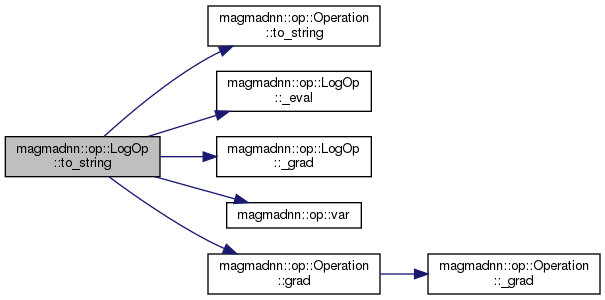 magmadnn::op::Operation
::to_string
magmadnn::op::LogOp
::_eval
magmadnn::op::LogOp
::to_string
magmadnn::op::LogOp
::_grad
magmadnn::op::var
magmadnn::op::Operation
::grad
magmadnn::op::Operation
::_grad